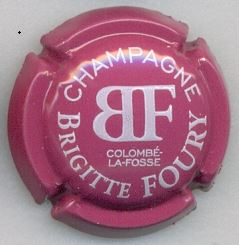 CHAMPAGNE
BF
COLOMBÉ-
LA-FOSSE
BRIGITTE FOURY